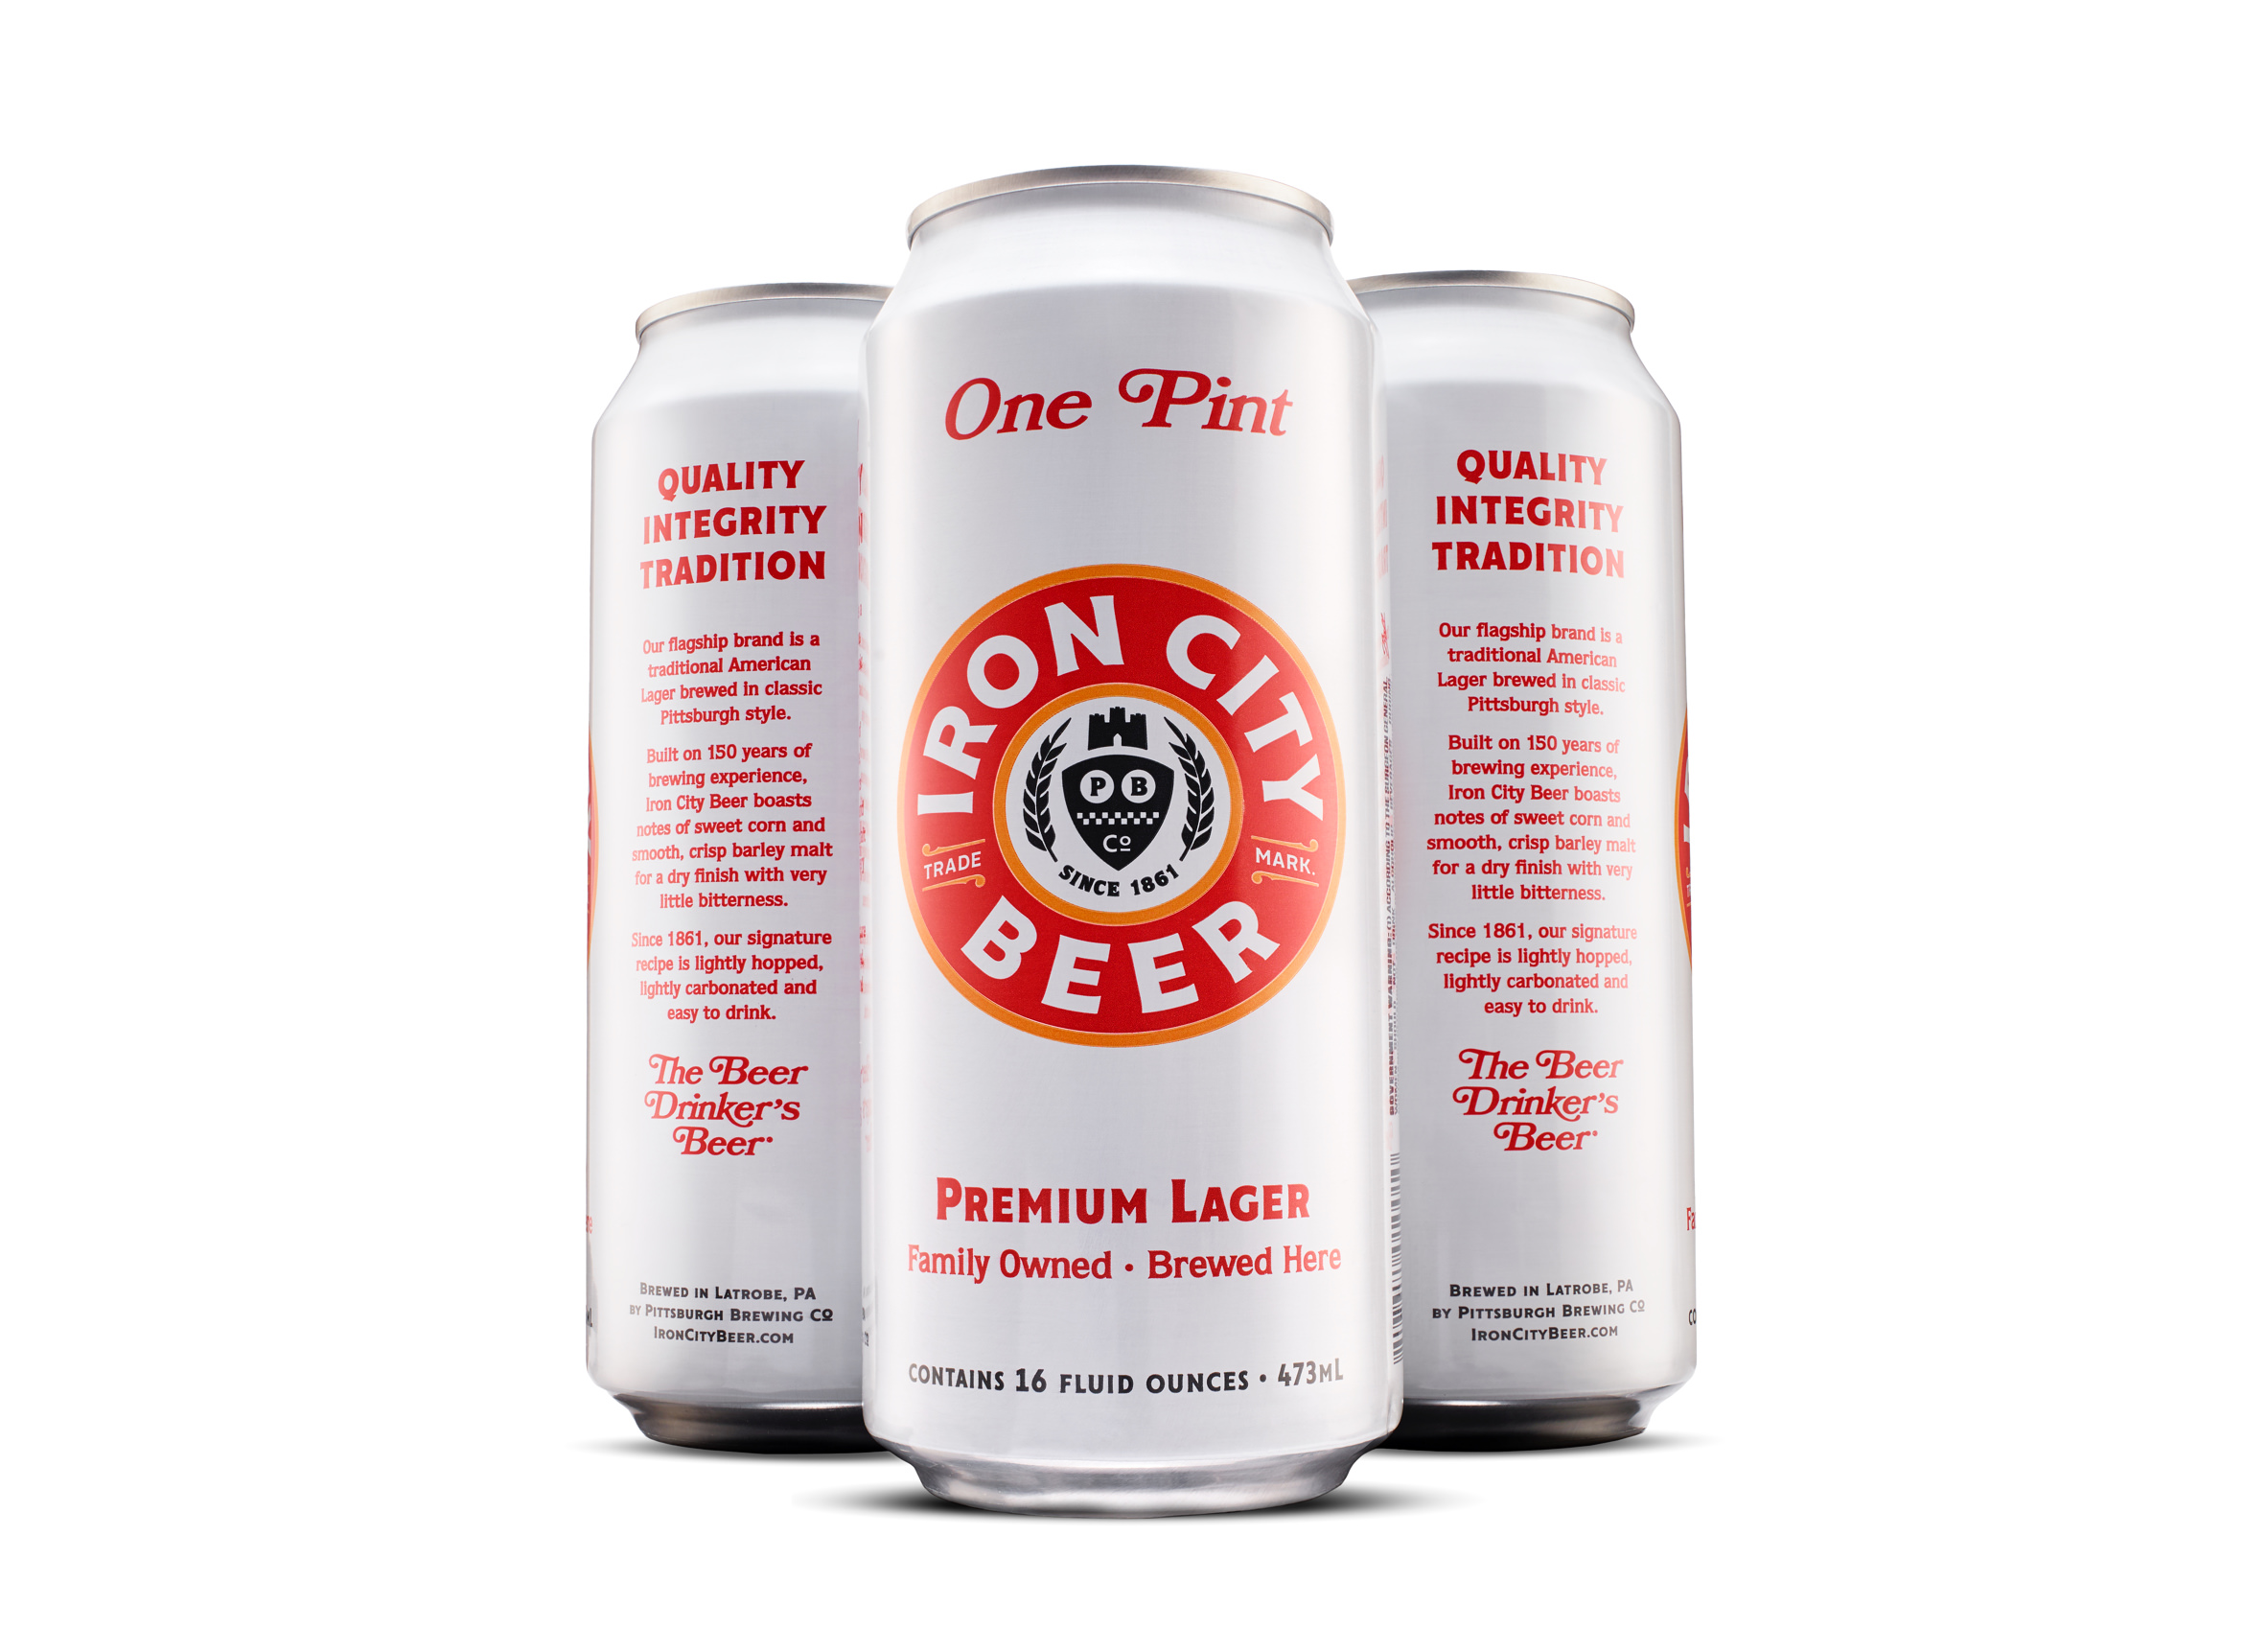 One Pint
IRON CITY
P B
Co
SINCE 1861
TRADE MARK.
BEER
PREMIUM LAGER
Family Owned • Brewed Here
CONTAINS 16 FLUID OUNCES • 473ML
QUALITY
INTEGRITY
TRADITION
Our flagship brand is a
traditional American
Lager brewed in classic
Pittsburgh style.
Built on 150 years of
brewing experience,
Iron City Beer boasts
notes of sweet corn and
smooth, crisp barley malt
for a dry finish with very
little bitterness.
Since 1861, our signature
recipe is lightly hopped,
lightly carbonated and
easy to drink.
The Beer
Drinker's
Beer
BREWED IN LATROBE, PA
BY PITTSBURGH BREWING CO
IRONCITYBEER.COM
QUALITY
INTEGRITY
TRADITION
Our flagship brand is a
traditional American
Lager brewed in classic
Pittsburgh style.
Built on 150 years of
brewing experience,
Iron City Beer boasts
notes of sweet corn and
smooth, crisp barley malt
for a dry finish with very
little bitterness.
Since 1861, our signature
recipe is lightly hopped,
lightly carbonated and
easy to drink.
The Beer
Drinker's
Beer
BREWED IN LATROBE, PA
BY PITTSBURGH BREWING CO
IRONCITYBEER.COM
GOVERNMENT WARNING: (1) ACCORDING TO THE SURGEON GENERAL